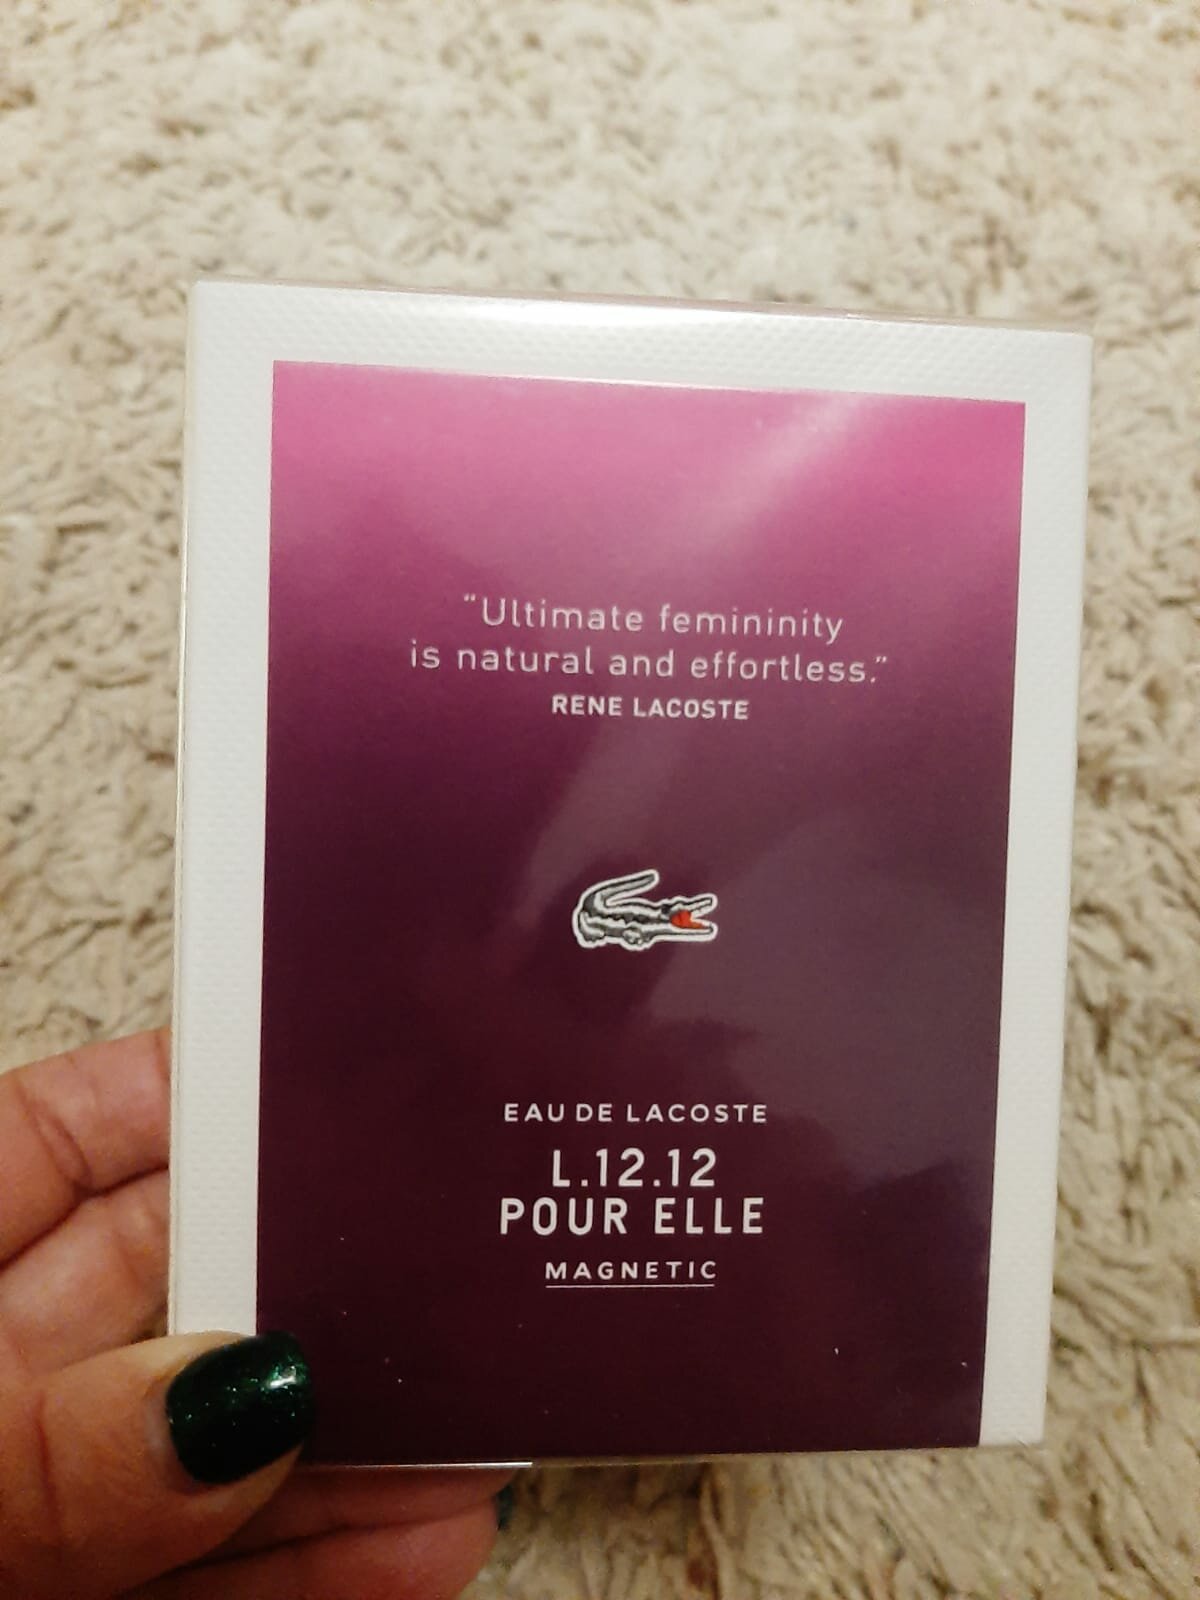 “Ultimate femininity
is natural and effortless.”
RENE LACOSTE
EAU DE LACOSTE
L.12.12
POUR ELLE
MAGNETIC